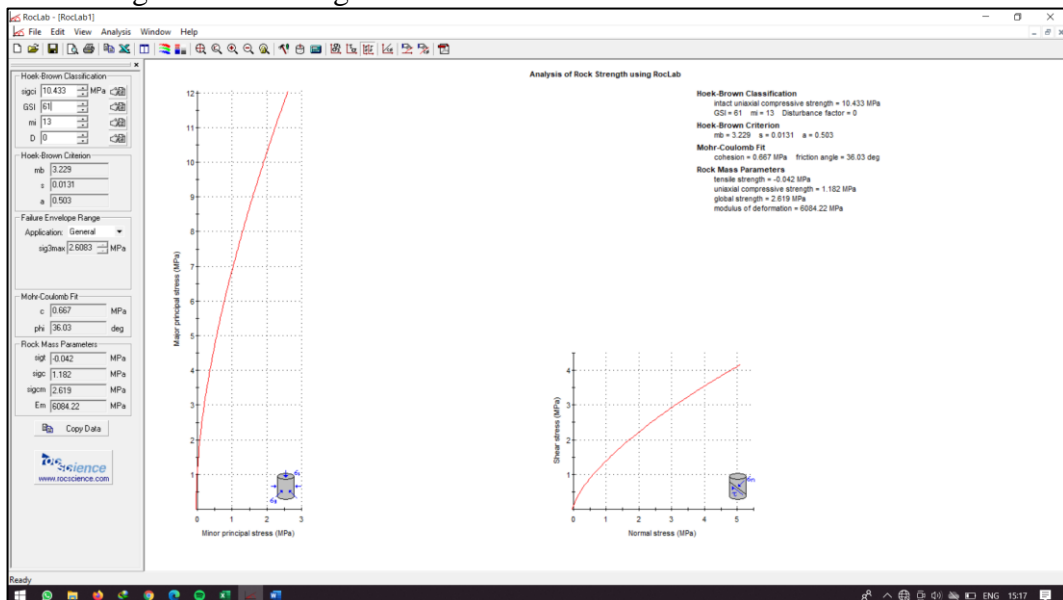 RocLab - [RocLab1]
File Edit View Analysis Window Help
Hoek-Brown Classification
sigci 10.433 MPa
GSI 61
mi 13
D 0
Hoek-Brown Criterion
mb 3.229
s 0.0131
a 0.503
Failure Envelope Range
Application: General
sig3max 2.6083 MPa
Mohr-Coulomb Fit
c 0.667 MPa
phi 36.03 deg
Rock Mass Parameters
sigt -0.042 MPa
sigc 1.182 MPa
sigcm 2.619 MPa
Em 6084.22 MPa
Copy Data
rocscience
www.rocscience.com
Analysis of Rock Strength using RocLab
Hoek-Brown Classification
intact uniaxial compressive strength = 10.433 MPa
GSI = 61 mi = 13 Disturbance factor = 0
Hoek-Brown Criterion
mb = 3.229 s = 0.0131 a = 0.503
Mohr-Coulomb Fit
cohesion = 0.667 MPa friction angle = 36.03 deg
Rock Mass Parameters
tensile strength = -0.042 MPa
uniaxial compressive strength = 1.182 MPa
global strength = 2.619 MPa
modulus of deformation = 6084.22 MPa
Major principal stress (MPa)
12
11
10
9
8
7
6
5
4
3
2
1
0 1 2 3
Minor principal stress (MPa)
Shear stress (MPa)
4
3
2
1
0 1 2 3 4 5
Normal stress (MPa)
Ready
ENG 15:17